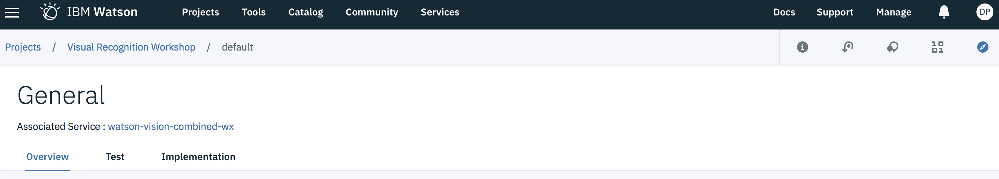 IBM Watson Projects Tools Catalog Community Services Docs Support Manage DP
Projects / Visual Recognition Workshop / default
General
Associated Service : watson-vision-combined-wx
Overview Test Implementation